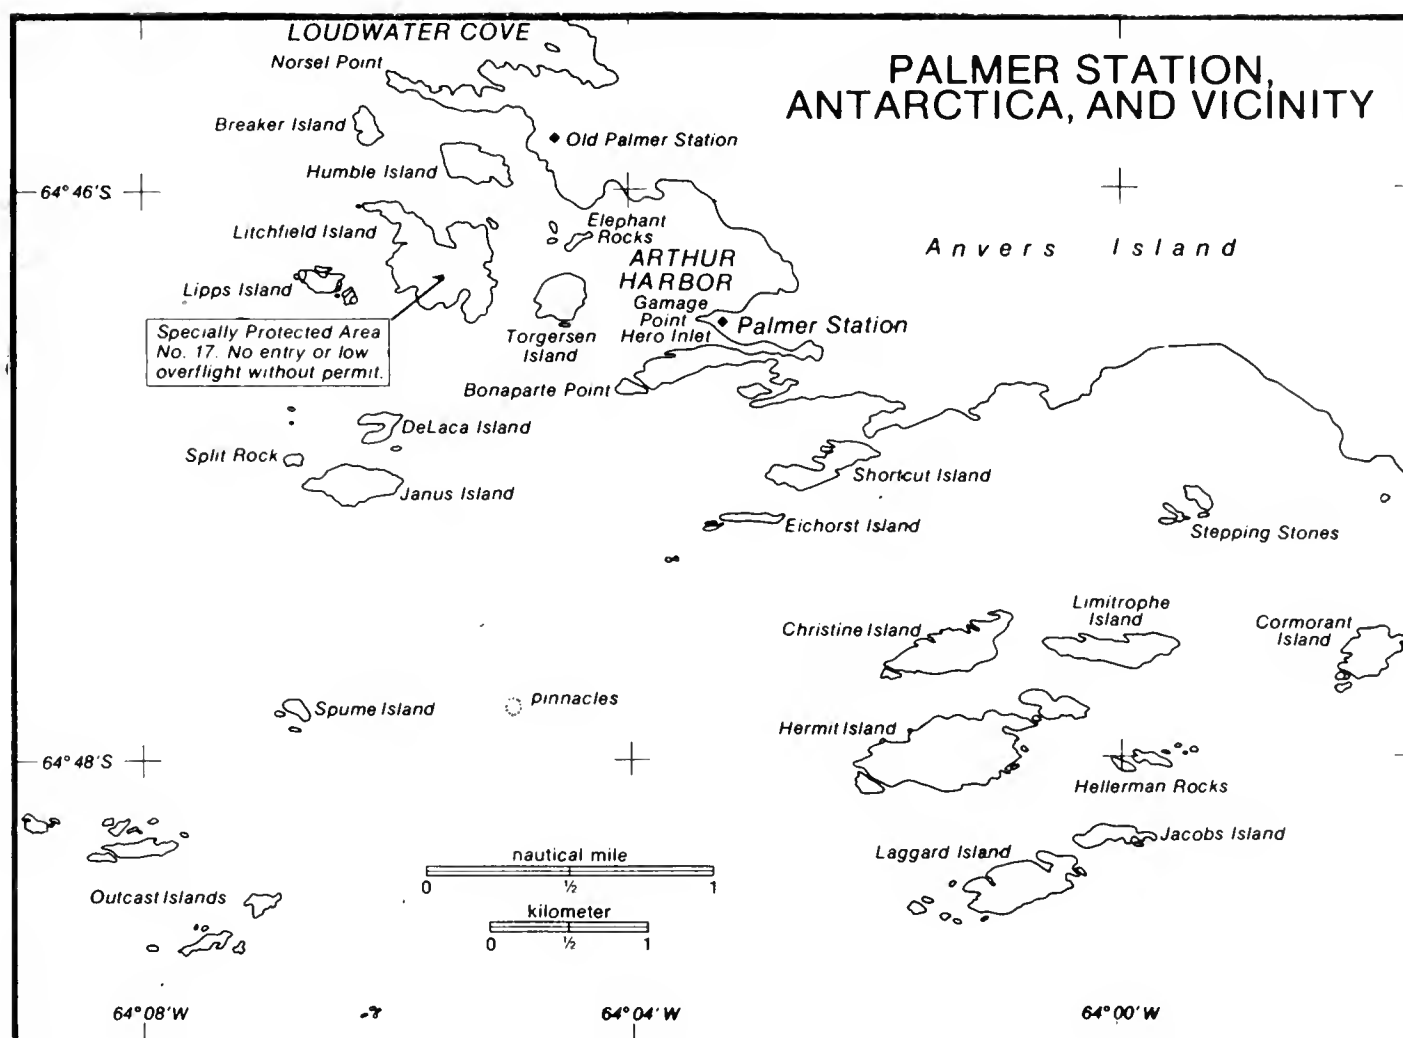 LOUDWATER COVE
Norsel Point
PALMER STATION,
ANTARCTICA, AND VICINITY
Breaker Island
Old Palmer Station
Humble Island
64°46'S
Litchfield Island
Elephant
Rocks
Anvers Island
ARTHUR
HARBOR
Lipps Island
Gamage
Point
Palmer Station
Hero Inlet
Specially Protected Area
No. 17. No entry or low
overflight without permit.
Torgersen
Island
Bonaparte Point
DeLaca Island
Split Rock
Janus Island
Shortcut Island
Eichorst Island
Stepping Stones
Christine Island
Limitrophe
Island
Cormorant
Island
Spume Island
pinnacles
Hermit Island
64°48'S
Hellerman Rocks
Jacobs Island
Laggard Island
nautical mile
0 ½ 1
Outcast Islands
kilometer
0 ½ 1
64°08'W
64°04'W
64°00'W